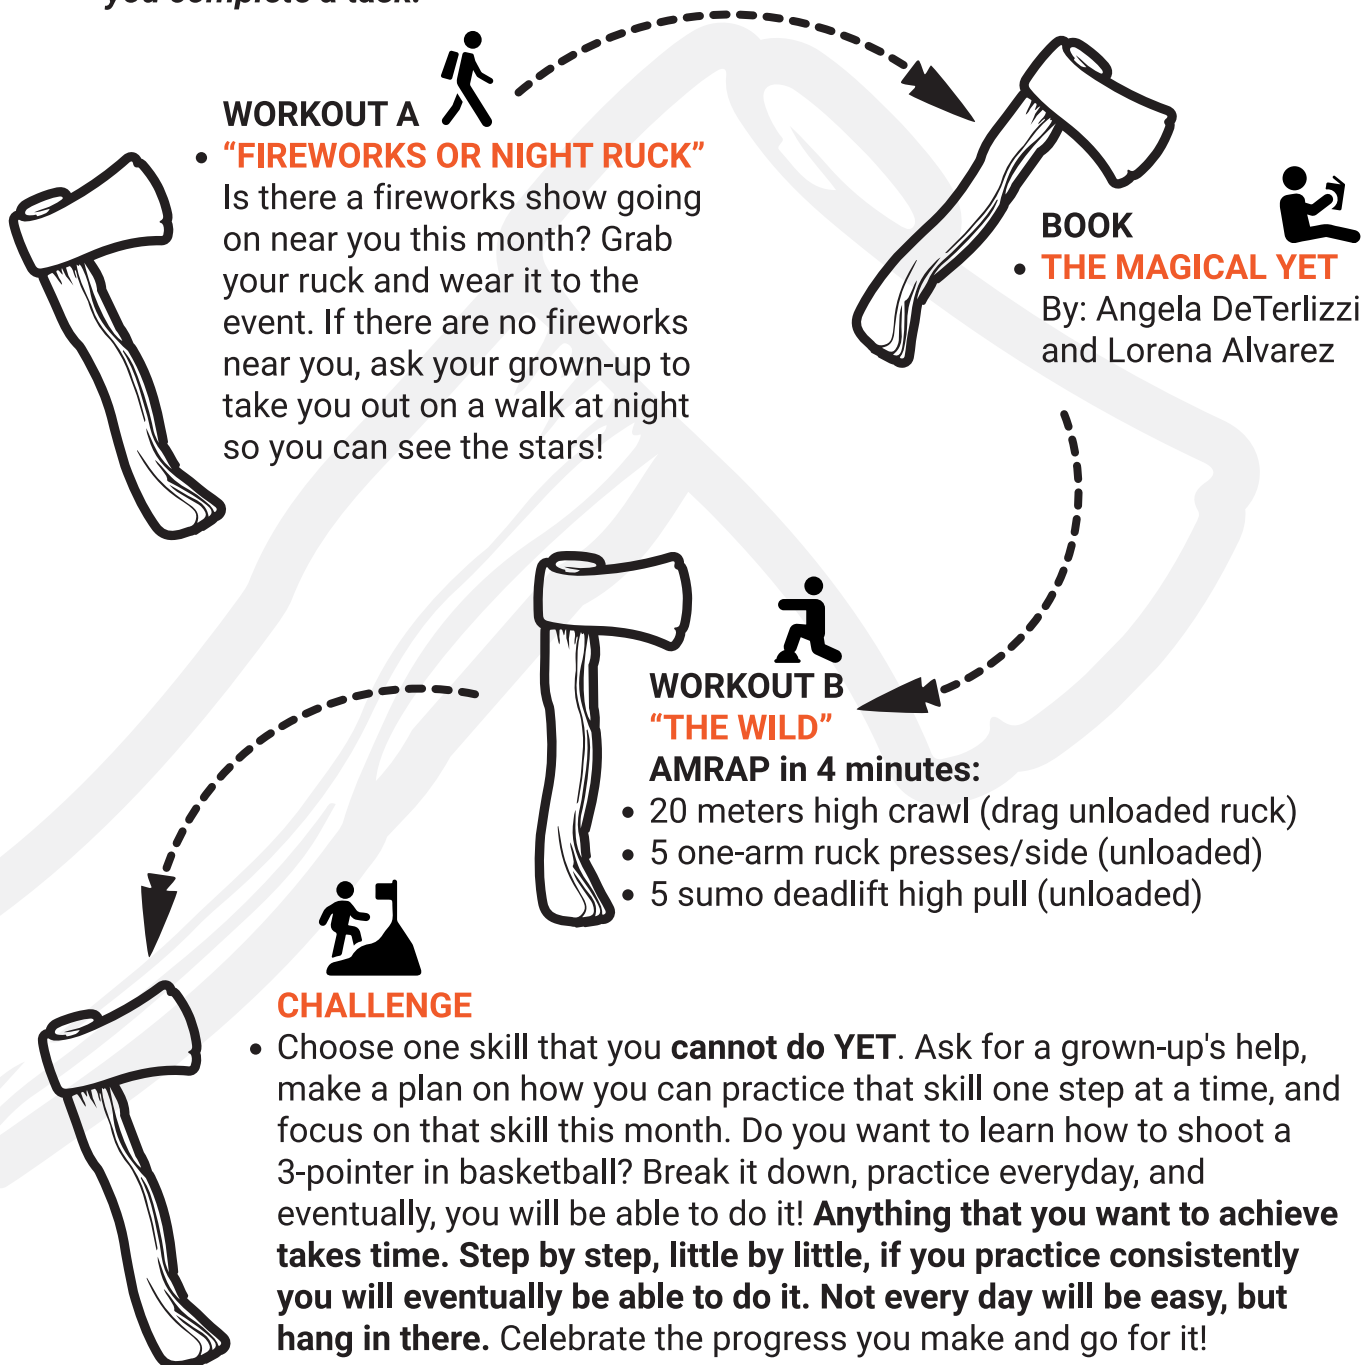 you complete a task.
WORKOUT A
• “FIREWORKS OR NIGHT RUCK”
Is there a fireworks show going
on near you this month? Grab
your ruck and wear it to the
event. If there are no fireworks
near you, ask your grown-up to
take you out on a walk at night
so you can see the stars!
BOOK
• THE MAGICAL YET
By: Angela DeTerlizzi
and Lorena Alvarez
WORKOUT B
“THE WILD”
AMRAP in 4 minutes:
• 20 meters high crawl (drag unloaded ruck)
• 5 one-arm ruck presses/side (unloaded)
• 5 sumo deadlift high pull (unloaded)
CHALLENGE
• Choose one skill that you cannot do YET. Ask for a grown-up's help,
make a plan on how you can practice that skill one step at a time, and
focus on that skill this month. Do you want to learn how to shoot a
3-pointer in basketball? Break it down, practice everyday, and
eventually, you will be able to do it! Anything that you want to achieve
takes time. Step by step, little by little, if you practice consistently
you will eventually be able to do it. Not every day will be easy, but
hang in there. Celebrate the progress you make and go for it!